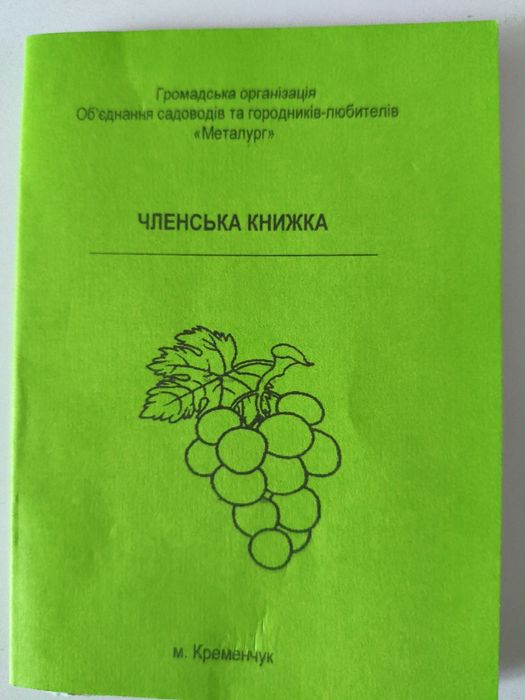 Громадська організація
Об'єднання садоводів та городників-любителів
«Металург»
ЧЛЕНСЬКА КНИЖКА
м. Кременчук